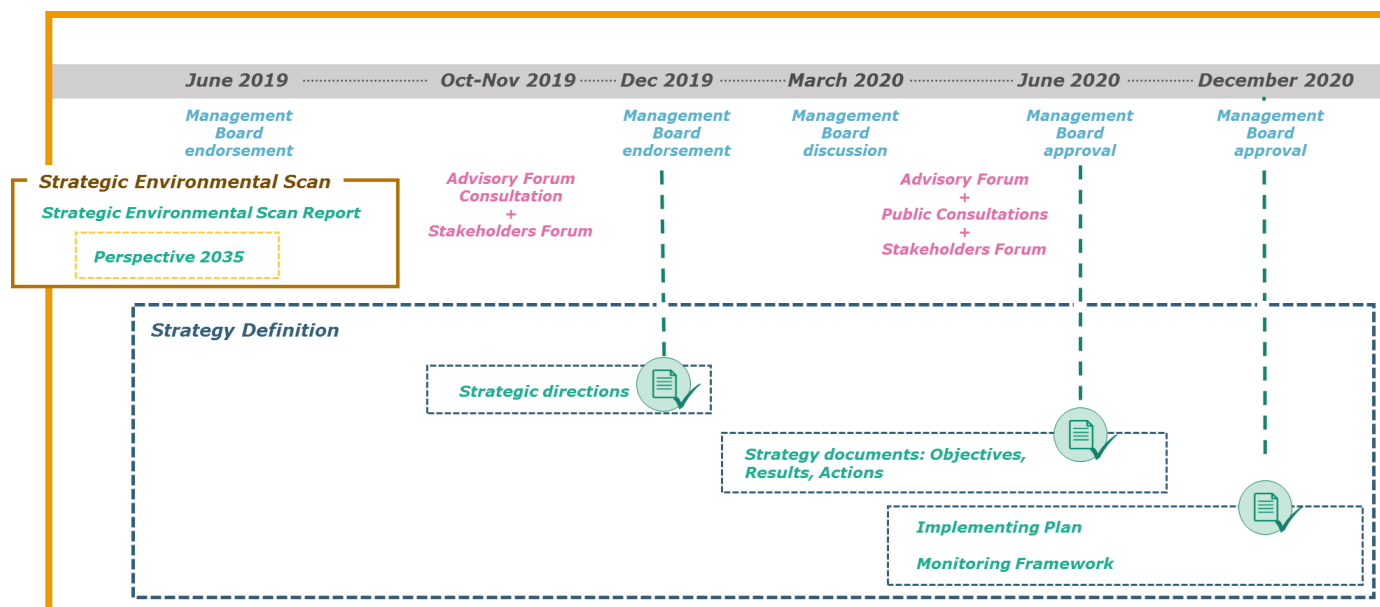 June 2019
Oct-Nov 2019
Dec 2019
March 2020
June 2020
December 2020
Management
Board
endorsement
Management
Board
endorsement
Management
Board
discussion
Management
Board
approval
Management
Board
approval
Strategic Environmental Scan
Strategic Environmental Scan Report
Perspective 2035
Advisory Forum
Consultation
+
Stakeholders Forum
Advisory Forum
+
Public Consultations
+
Stakeholders Forum
Strategy Definition
Strategic directions
Strategy documents: Objectives,
Results, Actions
Implementing Plan
Monitoring Framework